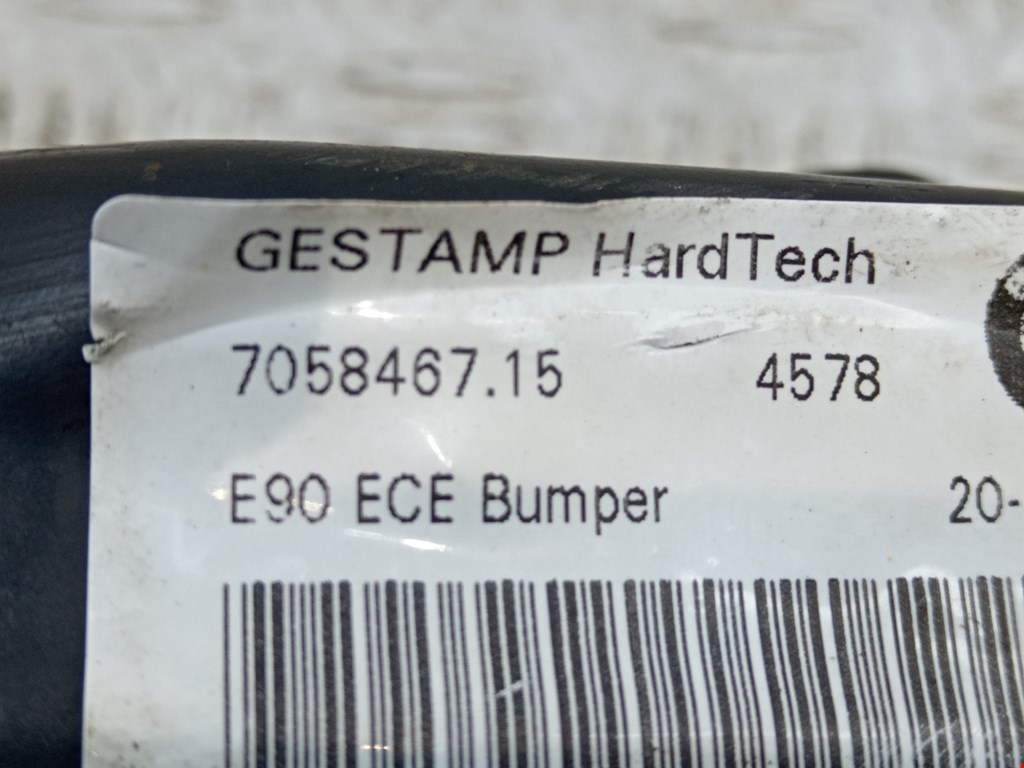 GESTAMP HardTech
7058467.15 4578
E90 ECE Bumper 20-